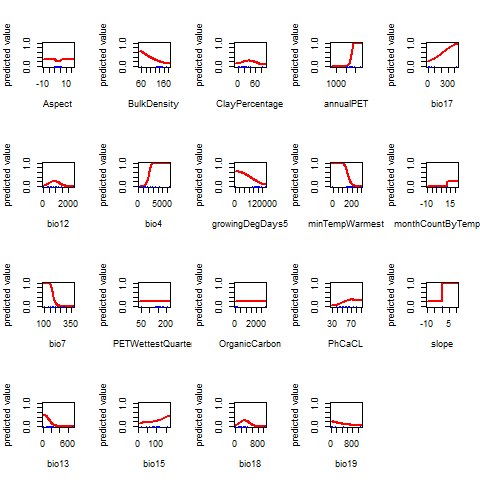 predicted value 0.0 1.0 -10 0 10 Aspect
predicted value 0.0 1.0 60 160 BulkDensity
predicted value 0.0 1.0 0 60 ClayPercentage
predicted value 0.0 1.0 1000 annualPET
predicted value 0.0 1.0 0 300 bio17
predicted value 0.0 1.0 0 2000 bio12
predicted value 0.0 1.0 0 5000 bio4
predicted value 0.0 1.0 0 120000 growingDegDays5
predicted value 0.0 1.0 0 200 minTempWarmest
predicted value 0.0 1.0 -10 15 monthCountByTemp
predicted value 0.0 1.0 100 350 bio7
predicted value 0.0 1.0 50 200 PETWettestQuarte
predicted value 0.0 1.0 0 2000 OrganicCarbon
predicted value 0.0 1.0 30 70 PhCaCL
predicted value 0.0 1.0 -10 5 slope
predicted value 0.0 1.0 0 600 bio13
predicted value 0.0 1.0 0 100 bio15
predicted value 0.0 1.0 0 800 bio18
predicted value 0.0 1.0 0 800 bio19